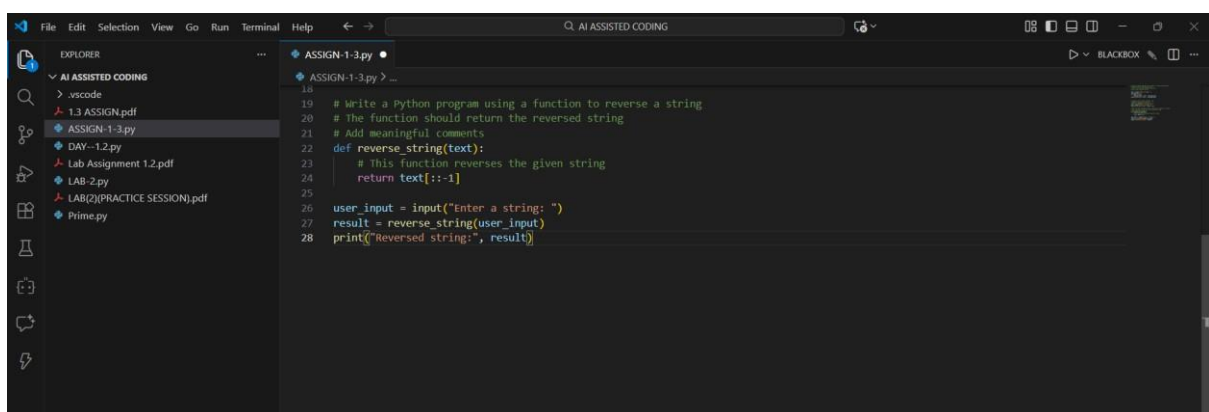 File Edit Selection View Go Run Terminal Help
AI ASSISTED CODING
EXPLORER
AI ASSISTED CODING
.vscode
1.3 ASSIGN.pdf
ASSIGN-1-3.py
DAY--1.2.py
Lab Assignment 1.2.pdf
LAB-2.py
LAB(2)(PRACTICE SESSION).pdf
Prime.py
1
ASSIGN-1-3.py
BLACKBOX
ASSIGN-1-3.py > ...
18
19 # Write a Python program using a function to reverse a string
20 # The function should return the reversed string
21 # Add meaningful comments
22 def reverse_string(text):
23     # This function reverses the given string
24     return text[::-1]
25
26 user_input = input("Enter a string: ")
27 result = reverse_string(user_input)
28 print("Reversed string:", result)